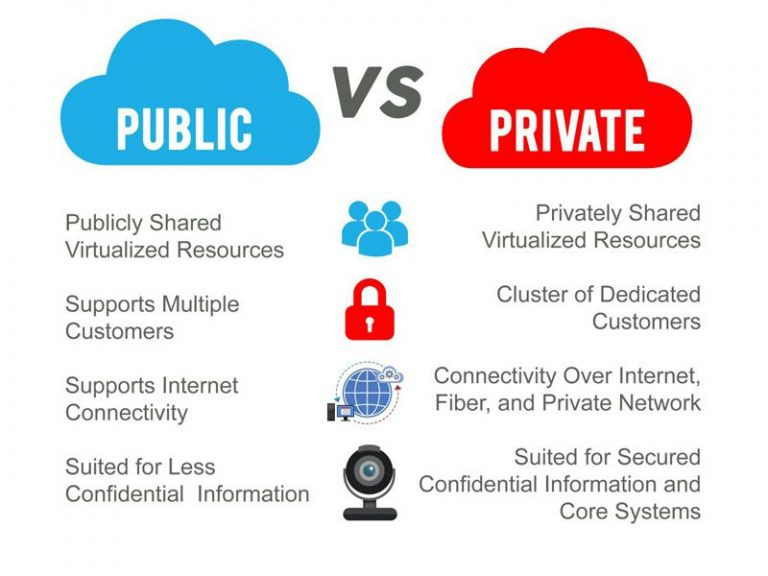 PUBLIC
VS
PRIVATE
Publicly Shared
Virtualized Resources
Privately Shared
Virtualized Resources
Supports Multiple
Customers
Cluster of Dedicated
Customers
Supports Internet
Connectivity
Connectivity Over Internet,
Fiber, and Private Network
Suited for Less
Confidential Information
Suited for Secured
Confidential Information and
Core Systems